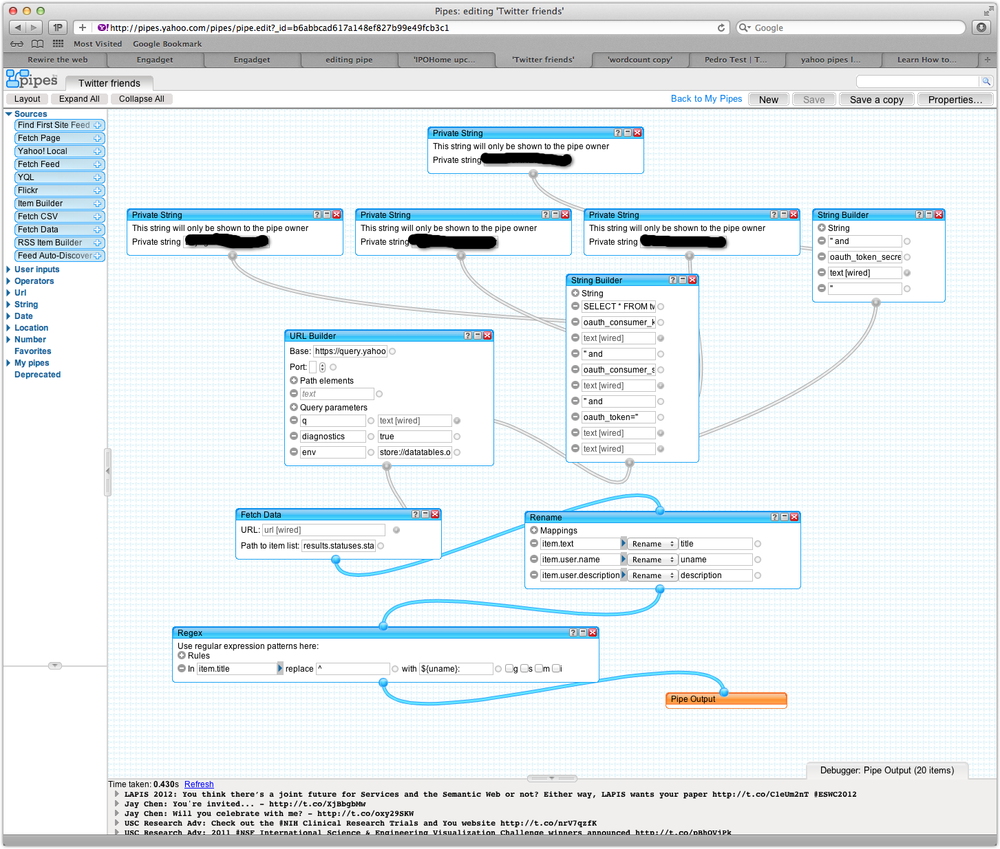 Pipes: editing 'Twitter friends'
1P
+ Y! http://pipes.yahoo.com/pipes/pipe.edit?_id=b6abbcad617a148ef827b99e49fcb3c1
Google
Most Visited Google Bookmark
Rewire the web Engadget Engadget editing pipe 'IPOHome upc... 'Twitter friends' 'wordcount copy' Pedro Test | T... yahoo pipes l... Learn How to... +
pipes
Twitter friends
Layout Expand All Collapse All
Back to My Pipes New Save Save a copy Properties...
Sources
Find First Site Feed
Fetch Page
Yahoo! Local
Fetch Feed
YQL
Flickr
Item Builder
Fetch CSV
Fetch Data
RSS Item Builder
Feed Auto-Discover
User inputs
Operators
Url
String
Date
Location
Number
Favorites
My pipes
Deprecated
Private String
This string will only be shown to the pipe owner
Private string
Private String
This string will only be shown to the pipe owner
Private string
Private String
This string will only be shown to the pipe owner
Private string
Private String
This string will only be shown to the pipe owner
Private string
String Builder
String
" and
oauth_token_secre
text [wired]
"
String Builder
String
SELECT * FROM tw
oauth_consumer_k
text [wired]
" and
oauth_consumer_s
text [wired]
" and
oauth_token="
text [wired]
text [wired]
URL Builder
Base: https://query.yahoo
Port:
Path elements
text
Query parameters
q text [wired]
diagnostics true
env store://datatables.o
Fetch Data
URL: url [wired]
Path to item list: results.statuses.sta
Rename
Mappings
item.text Rename title
item.user.name Rename uname
item.user.description Rename description
Regex
Use regular expression patterns here:
Rules
In item.title replace ^ with ${uname}: g s m i
Pipe Output
Debugger: Pipe Output (20 items)
Time taken: 0.430s Refresh
LAPIS 2012: You think there's a joint future for Services and the Semantic Web or not? Either way, LAPIS wants your paper http://t.co/C1eUm2nT #ESWC2012
Jay Chen: You're invited... - http://t.co/XjBbgbMw
Jay Chen: Will you celebrate with me? - http://t.co/oxy29SKW
USC Research Adv: Check out the #NIH Clinical Research Trials and You website http://t.co/nrV7qzfK
USC Research Adv: 2011 #NSF International Science & Engineering Visualization Challenge winners announced http://t.co/pBhOVjPk